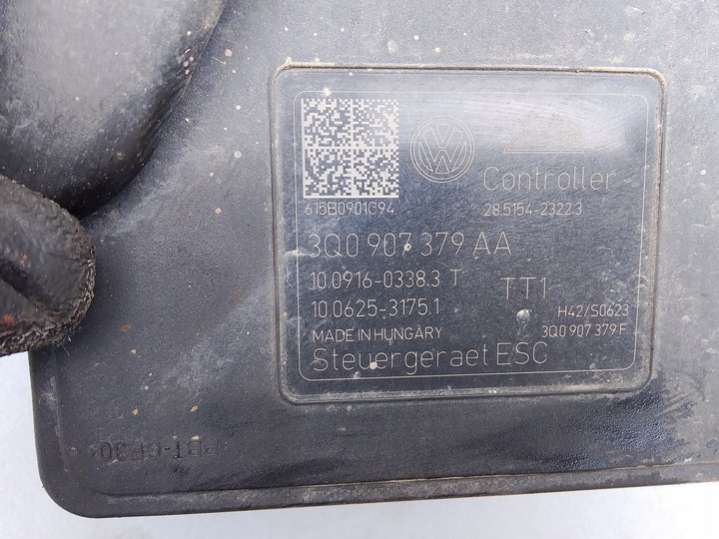 Controller
615B0901C94
28.5154-2322.3
3Q0 907 379 AA
10.0916-0338.3 T
TT1
10.0625-3175.1
H42/S0623
MADE IN HUNGARY
3Q0 907 379 F
Steuergeraet ESC